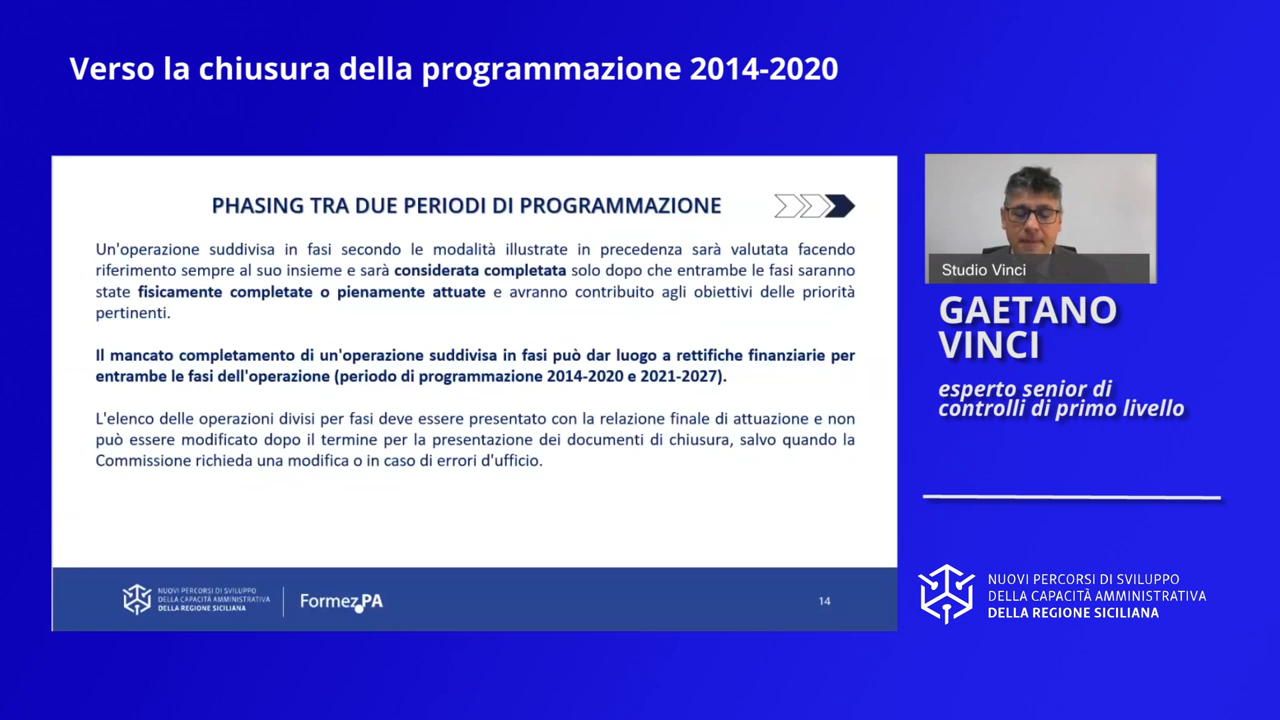 Verso la chiusura della programmazione 2014-2020
PHASING TRA DUE PERIODI DI PROGRAMMAZIONE
Un'operazione suddivisa in fasi secondo le modalità illustrate in precedenza sarà valutata facendo
riferimento sempre al suo insieme e sarà considerata completata solo dopo che entrambe le fasi saranno
state fisicamente completate o pienamente attuate e avranno contribuito agli obiettivi delle priorità
pertinenti.
Il mancato completamento di un'operazione suddivisa in fasi può dar luogo a rettifiche finanziarie per
entrambe le fasi dell'operazione (periodo di programmazione 2014-2020 e 2021-2027).
L'elenco delle operazioni divisi per fasi deve essere presentato con la relazione finale di attuazione e non
può essere modificato dopo il termine per la presentazione dei documenti di chiusura, salvo quando la
Commissione richieda una modifica o in caso di errori d'ufficio.
NUOVI PERCORSI DI SVILUPPO
DELLA CAPACITÀ AMMINISTRATIVA
DELLA REGIONE SICILIANA
Formez PA
14
Studio Vinci
GAETANO
VINCI
esperto senior di
controlli di primo livello
NUOVI PERCORSI DI SVILUPPO
DELLA CAPACITÀ AMMINISTRATIVA
DELLA REGIONE SICILIANA